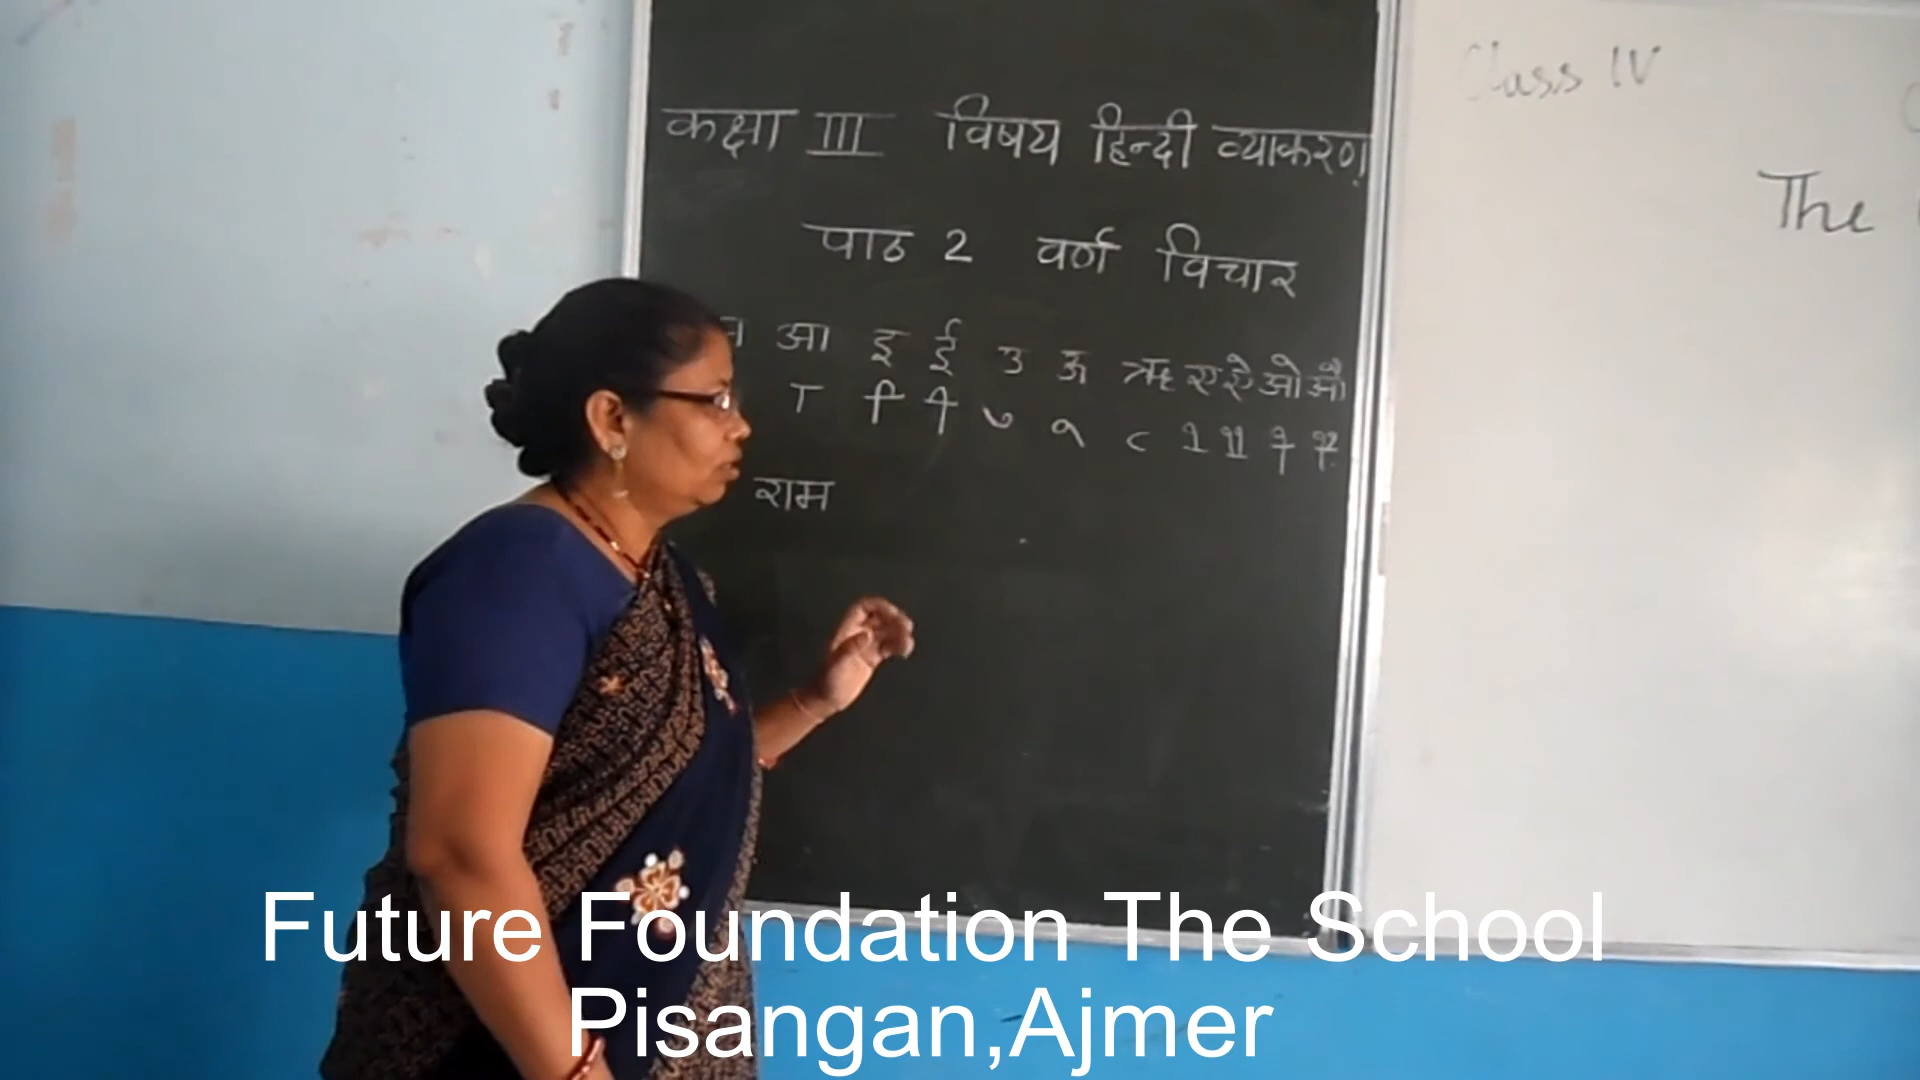 कक्षा III विषय हिन्दी व्याकरण
पाठ 2 वर्ण विचार
आ इ ई उ ऊ ऋ ए ऐ ओ औ
ा ि ी ु ू ृ े ै ो ौ
राम
Class IV
The
Future Foundation The School
Pisangan,Ajmer